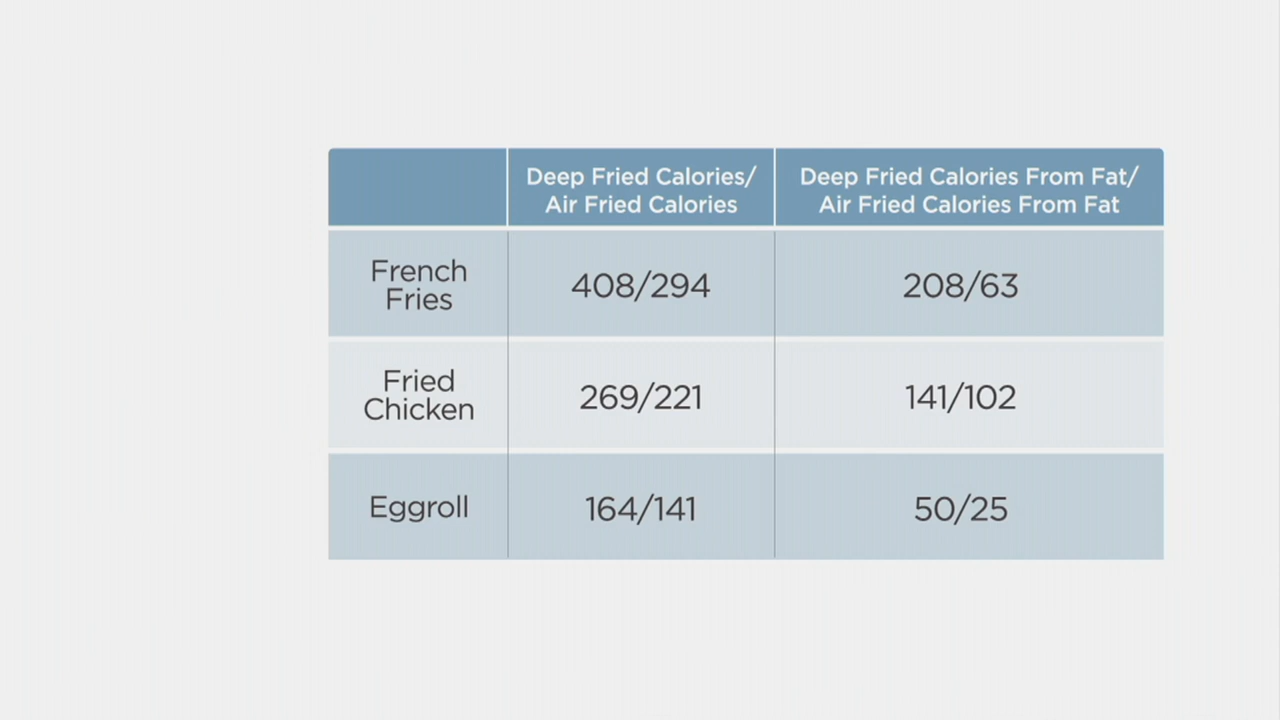 Deep Fried Calories/
Air Fried Calories
Deep Fried Calories From Fat/
Air Fried Calories From Fat
French
Fries
408/294
208/63
Fried
Chicken
269/221
141/102
Eggroll
164/141
50/25